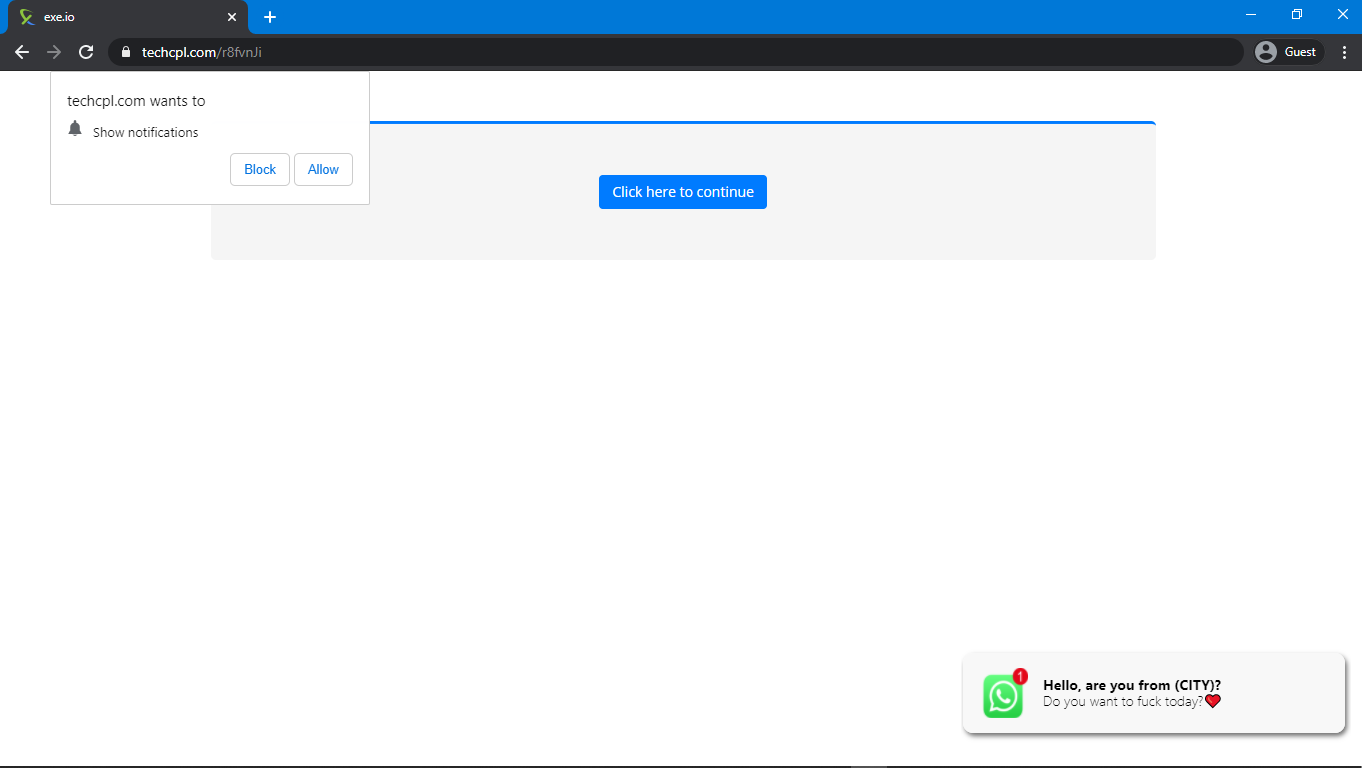 exe.io
techcpl.com/r8fvnJi
Guest
techcpl.com wants to
Show notifications
Block Allow
Click here to continue
1
Hello, are you from (CITY)?
Do you want to fuck today?❤️